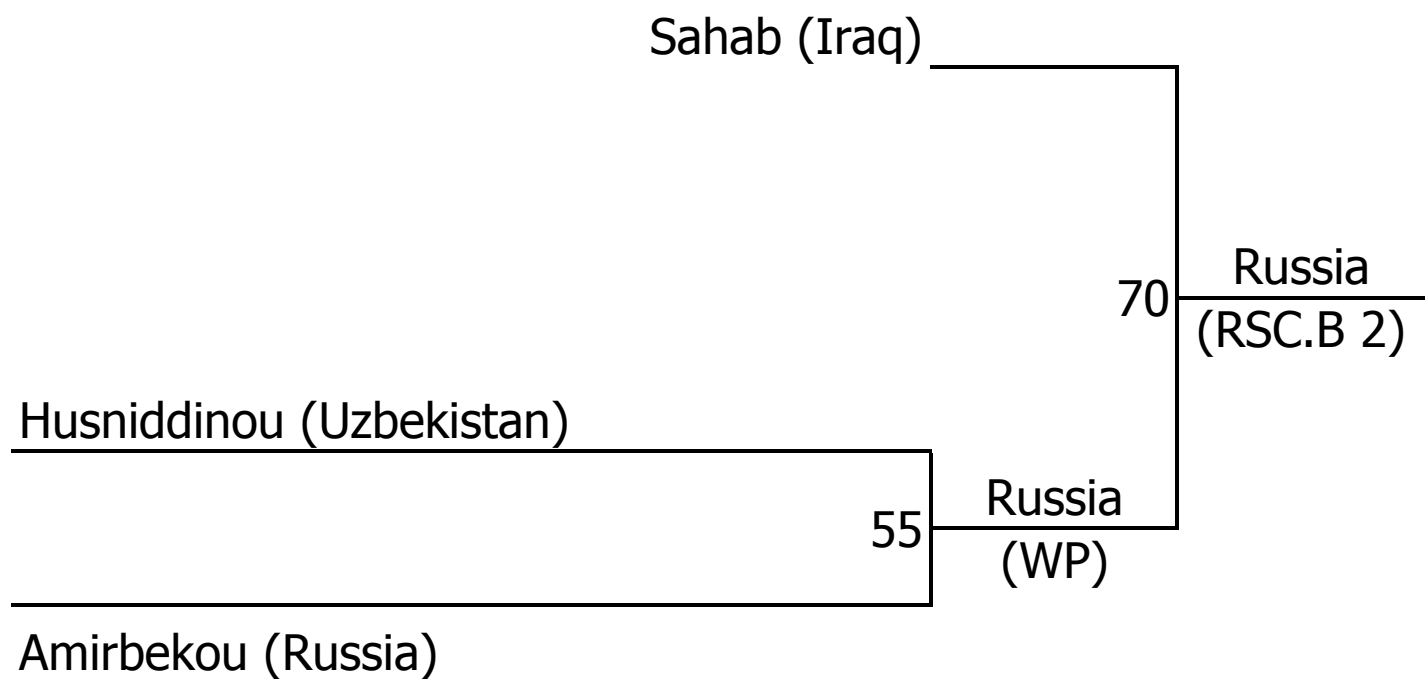 Sahab (Iraq)
Russia
70
(RSC.B 2)
Husniddinou (Uzbekistan)
Russia
55
(WP)
Amirbekou (Russia)